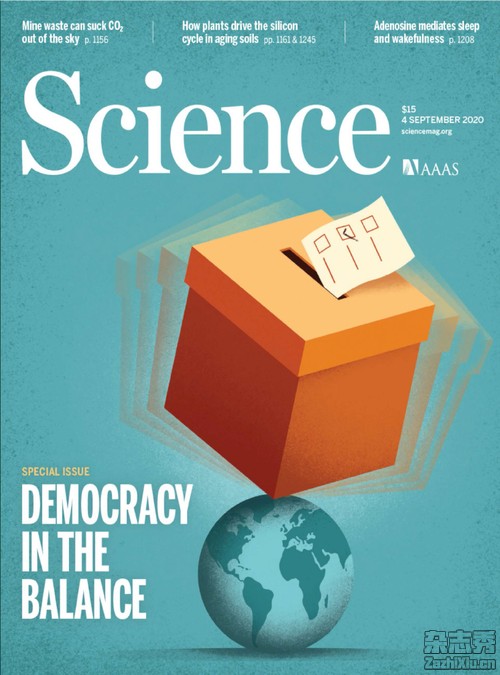 Mine waste can suck CO₂
out of the sky p. 1156
How plants drive the silicon
cycle in aging soils pp. 1161 & 1245
Adenosine mediates sleep
and wakefulness p. 1208
Science
$15
4 SEPTEMBER 2020
sciencemag.org
AAAS
SPECIAL ISSUE
DEMOCRACY
IN THE
BALANCE
杂志秀
ZazhiXiu.cn